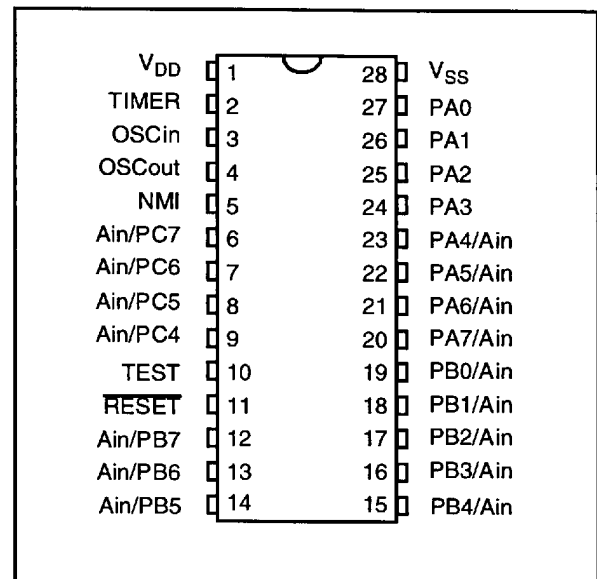 VDD 1 28 VSS
TIMER 2 27 PA0
OSCin 3 26 PA1
OSCout 4 25 PA2
NMI 5 24 PA3
Ain/PC7 6 23 PA4/Ain
Ain/PC6 7 22 PA5/Ain
Ain/PC5 8 21 PA6/Ain
Ain/PC4 9 20 PA7/Ain
TEST 10 19 PB0/Ain
RESET 11 18 PB1/Ain
Ain/PB7 12 17 PB2/Ain
Ain/PB6 13 16 PB3/Ain
Ain/PB5 14 15 PB4/Ain